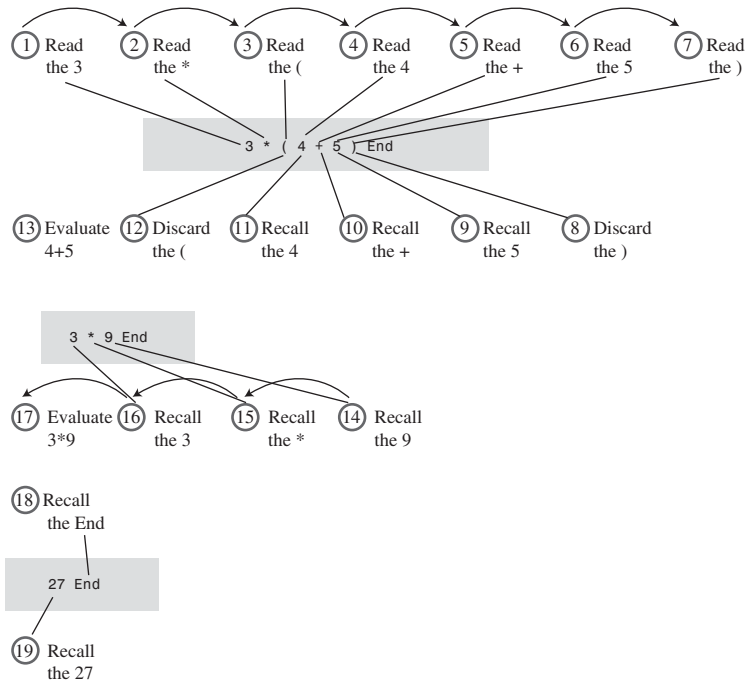 1 Read the 3
2 Read the *
3 Read the (
4 Read the 4
5 Read the +
6 Read the 5
7 Read the )
3 * ( 4 + 5 ) End
13 Evaluate 4+5
12 Discard the (
11 Recall the 4
10 Recall the +
9 Recall the 5
8 Discard the )
3 * 9 End
17 Evaluate 3*9
16 Recall the 3
15 Recall the *
14 Recall the 9
18 Recall the End
27 End
19 Recall the 27